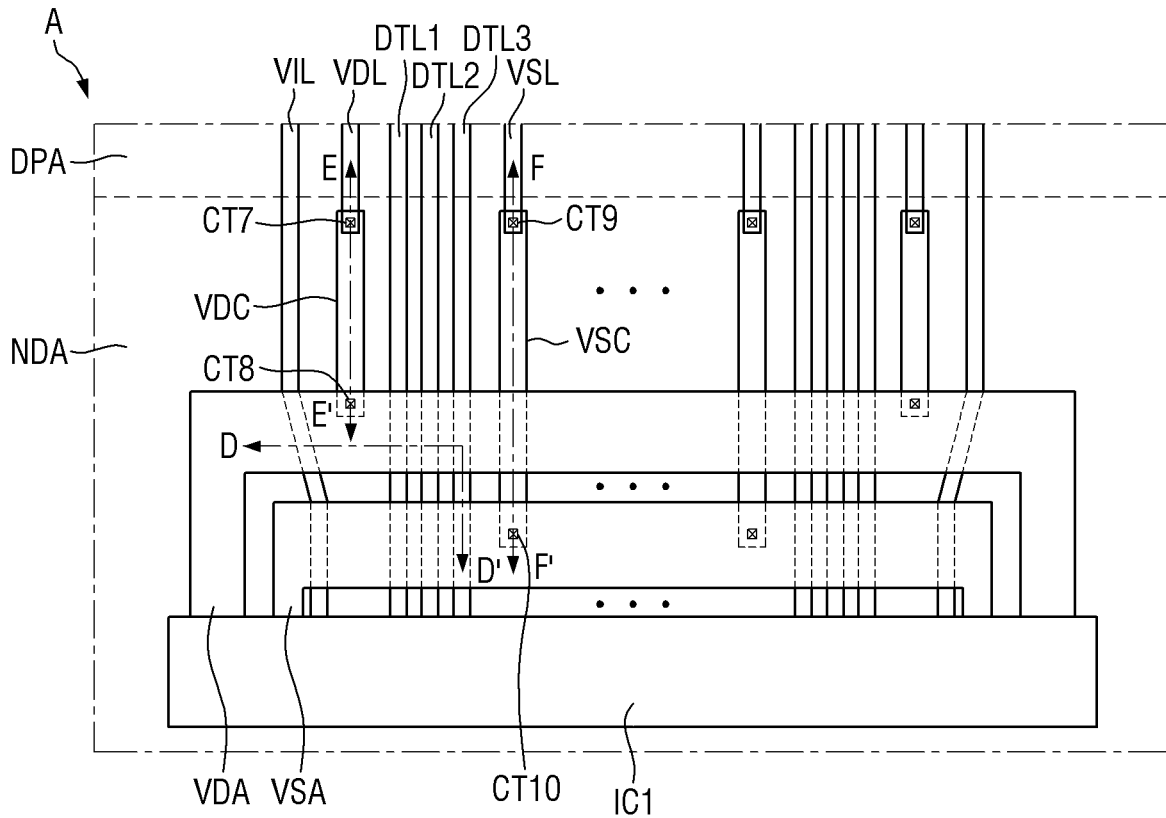 A
DTL1
DTL3
VIL
VDL
DTL2
VSL
DPA
E
F
CT7
CT9
VDC
• • •
VSC
NDA
CT8
E'
D
• • •
D'
F'
• • •
VDA
VSA
CT10
IC1